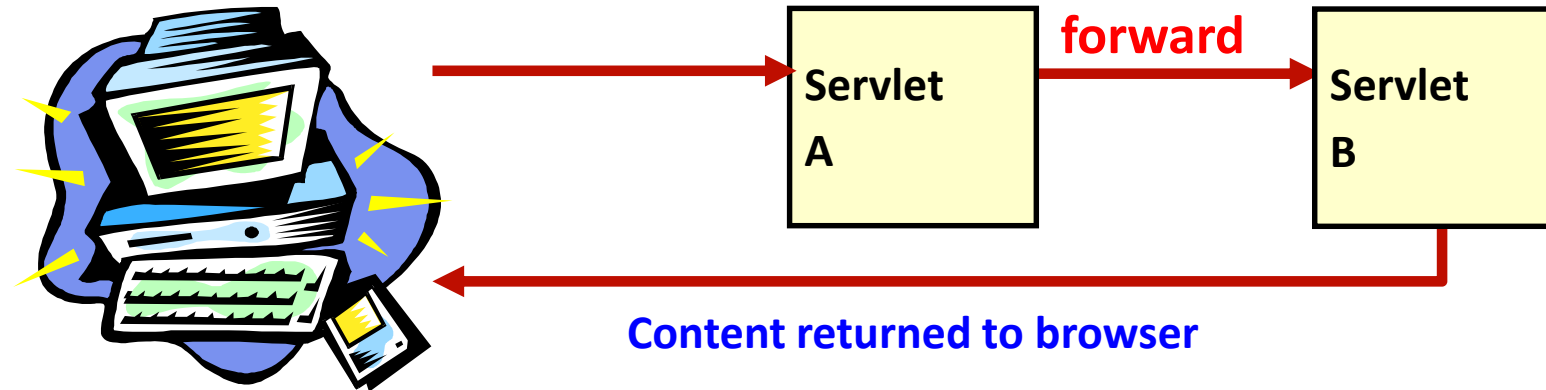 forward
Servlet
A
Servlet
B
Content returned to browser